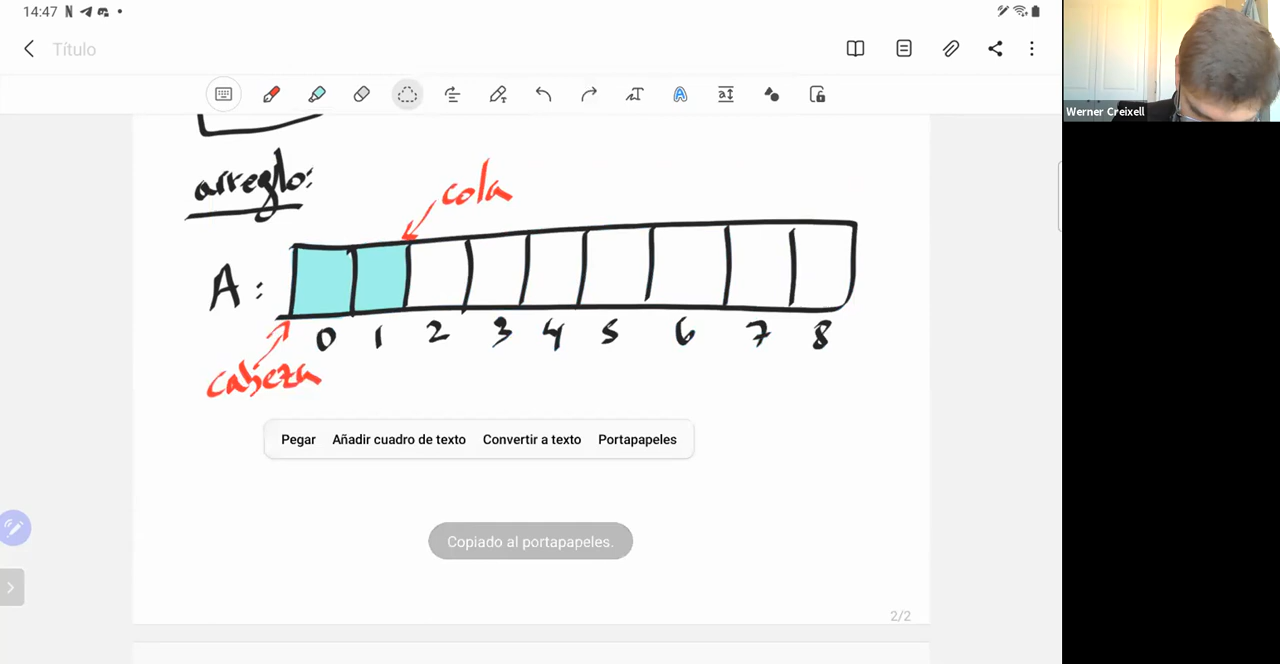 14:47
Título
Werner Creixell
arreglo:
cola
A:
0 1 2 3 4 5 6 7 8
cabeza
Pegar Añadir cuadro de texto Convertir a texto Portapapeles
Copiado al portapapeles.
2/2